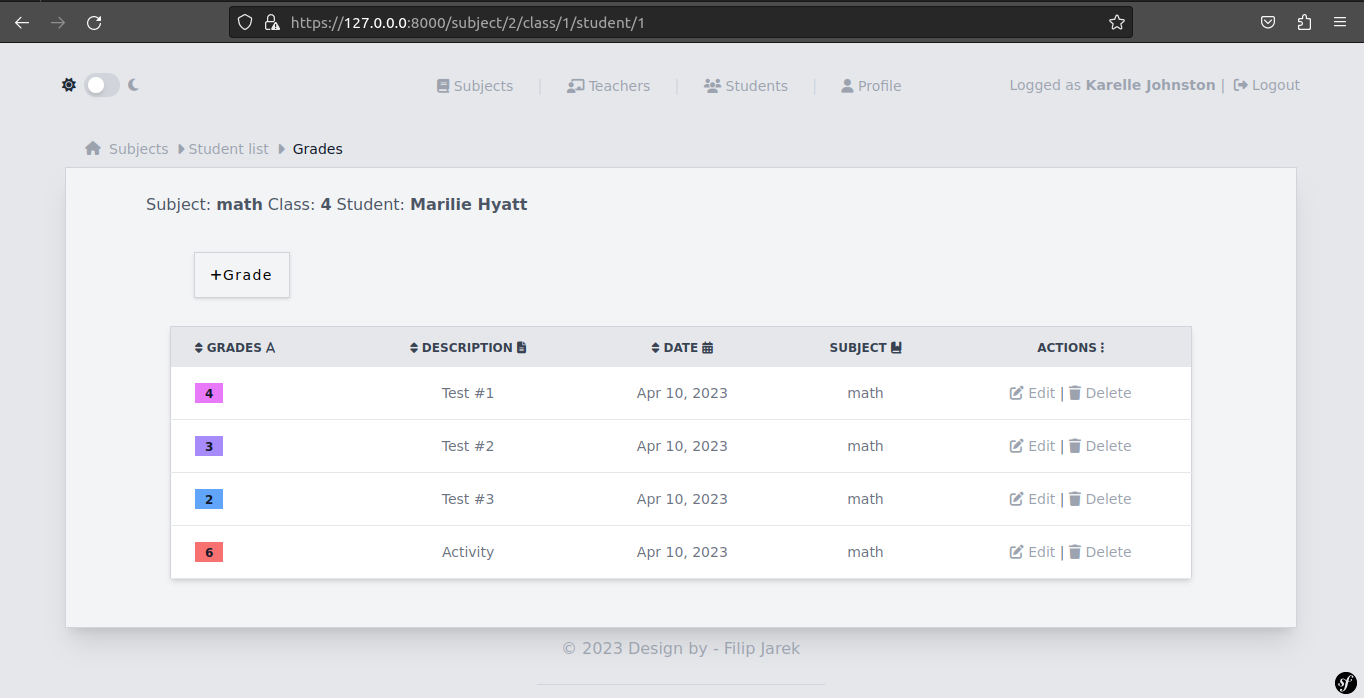 https://127.0.0.0:8000/subject/2/class/1/student/1
Subjects | Teachers | Students | Profile
Logged as Karelle Johnston | Logout
Subjects Student list Grades
Subject: math Class: 4 Student: Marilie Hyatt
+Grade
GRADES DESCRIPTION DATE SUBJECT ACTIONS
4 Test #1 Apr 10, 2023 math Edit | Delete
3 Test #2 Apr 10, 2023 math Edit | Delete
2 Test #3 Apr 10, 2023 math Edit | Delete
6 Activity Apr 10, 2023 math Edit | Delete
© 2023 Design by - Filip Jarek
sf